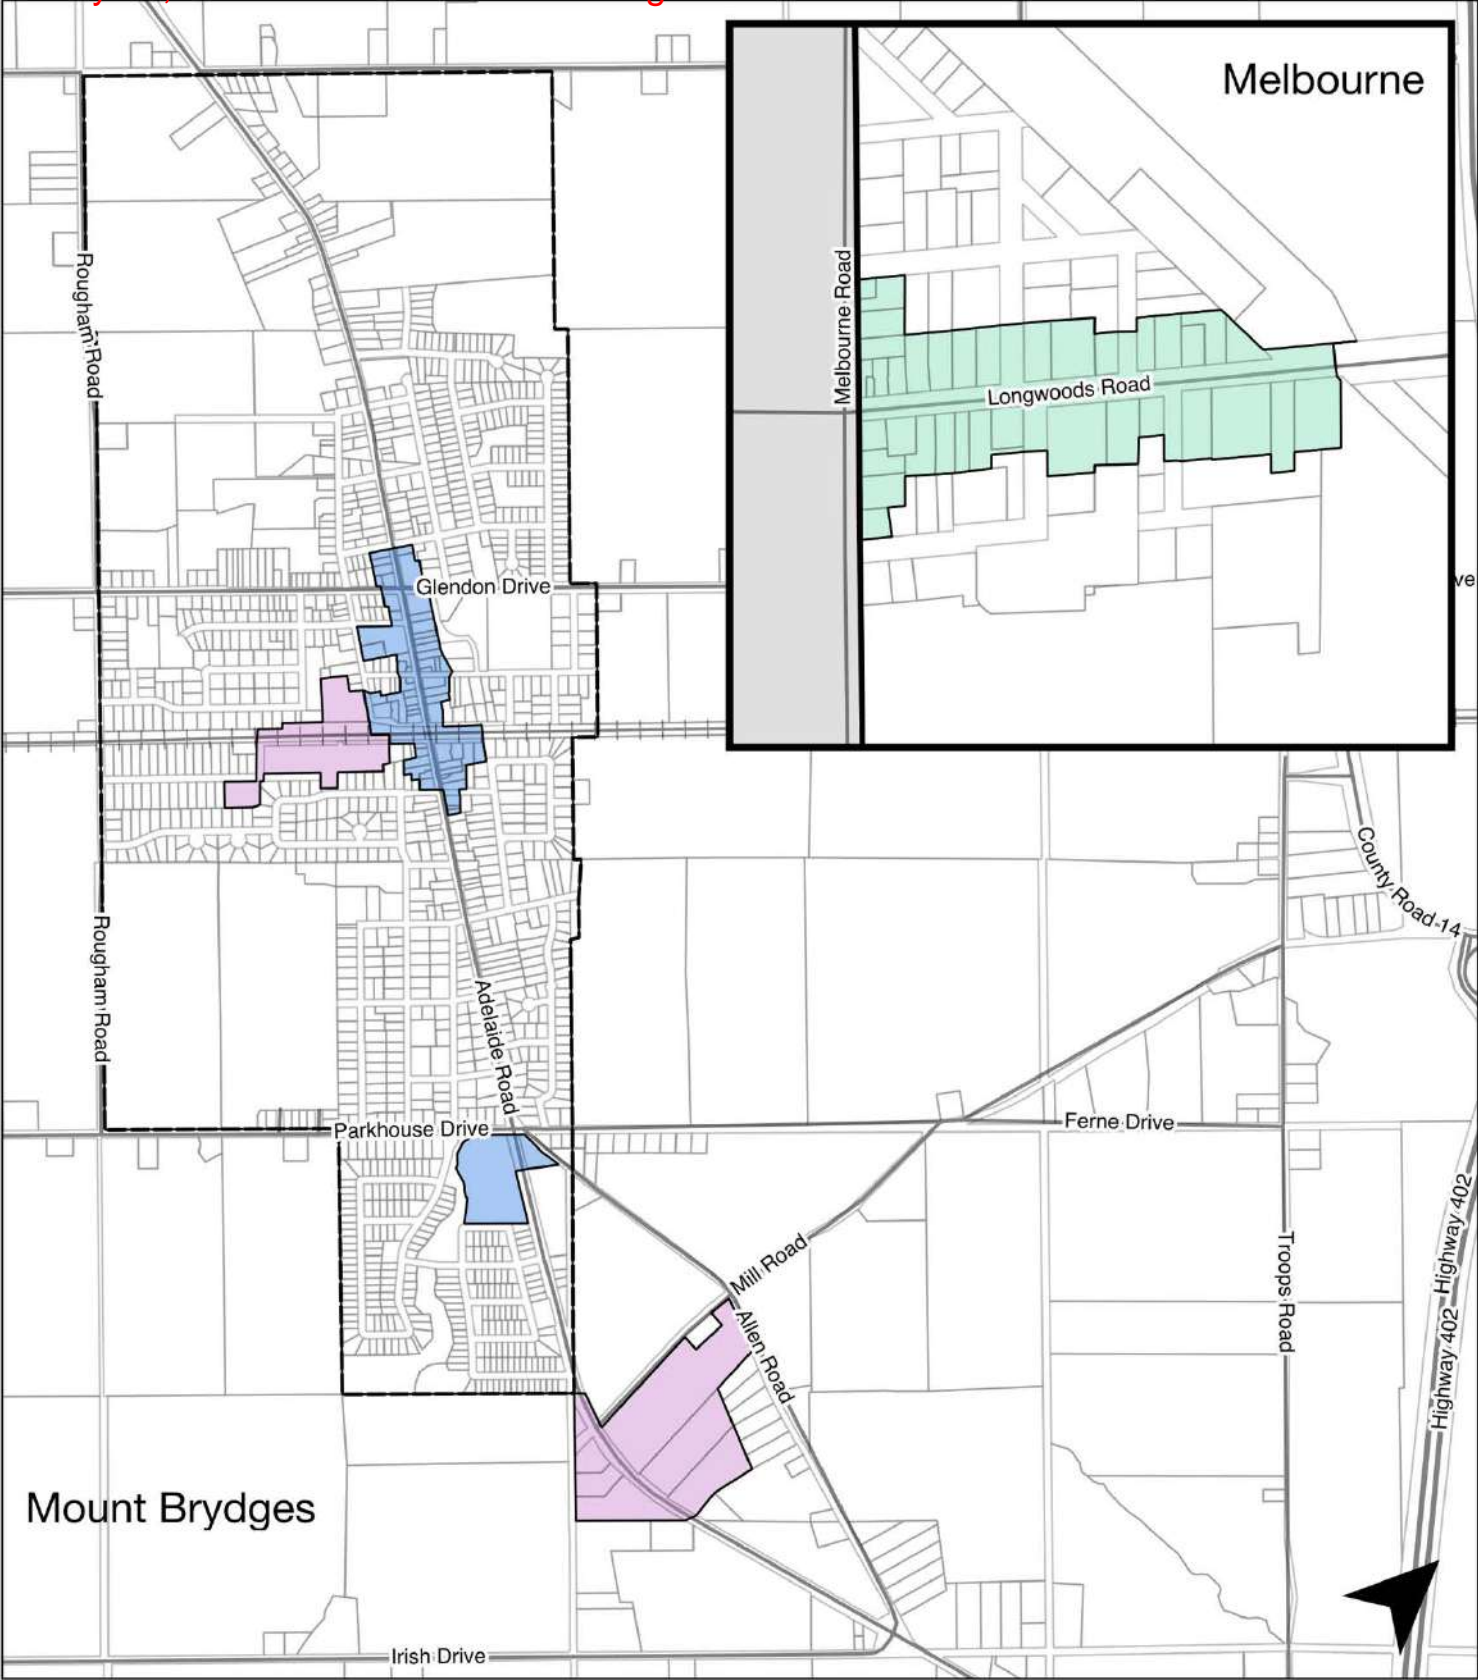 Melbourne
Rougham Road
Melbourne Road
Longwoods Road
Glendon Drive
ve
County Road 14
Rougham Road
Adelaide Road
Parkhouse Drive
Ferne Drive
Mill Road
Allen Road
Troops Road
Highway 402
Highway 402
Mount Brydges
Irish Drive